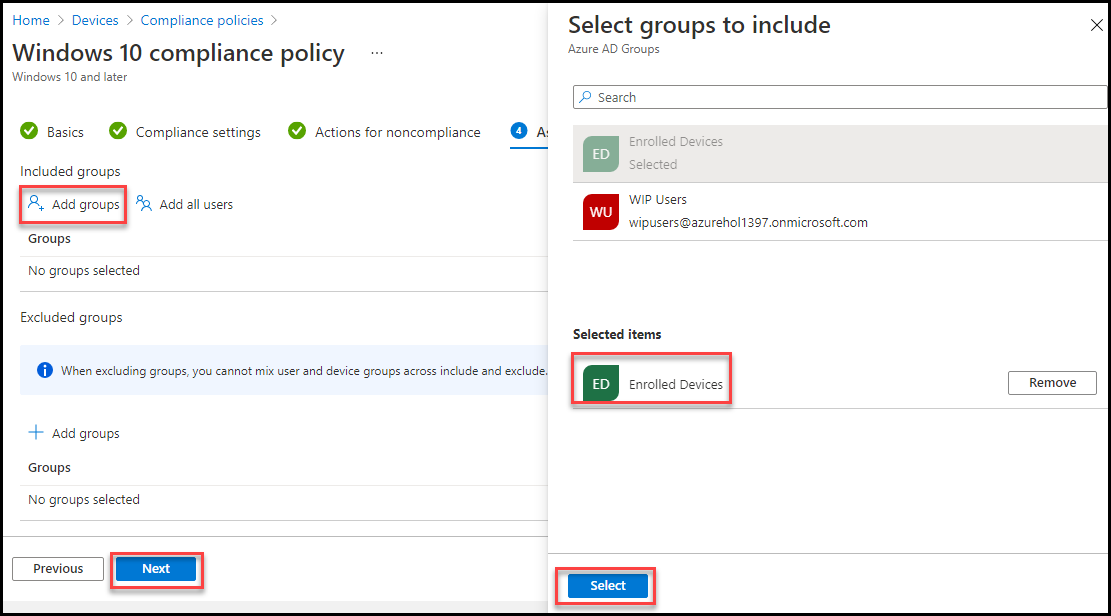 Home > Devices > Compliance policies >
Windows 10 compliance policy ...
Windows 10 and later
Basics Compliance settings Actions for noncompliance 4 As
Included groups
Add groups Add all users
Groups
No groups selected
Excluded groups
When excluding groups, you cannot mix user and device groups across include and exclude.
Add groups
Groups
No groups selected
Previous Next
Select groups to include
Azure AD Groups
Search
ED Enrolled Devices
Selected
WU WIP Users
wipusers@azurehol1397.onmicrosoft.com
Selected items
ED Enrolled Devices Remove
Select